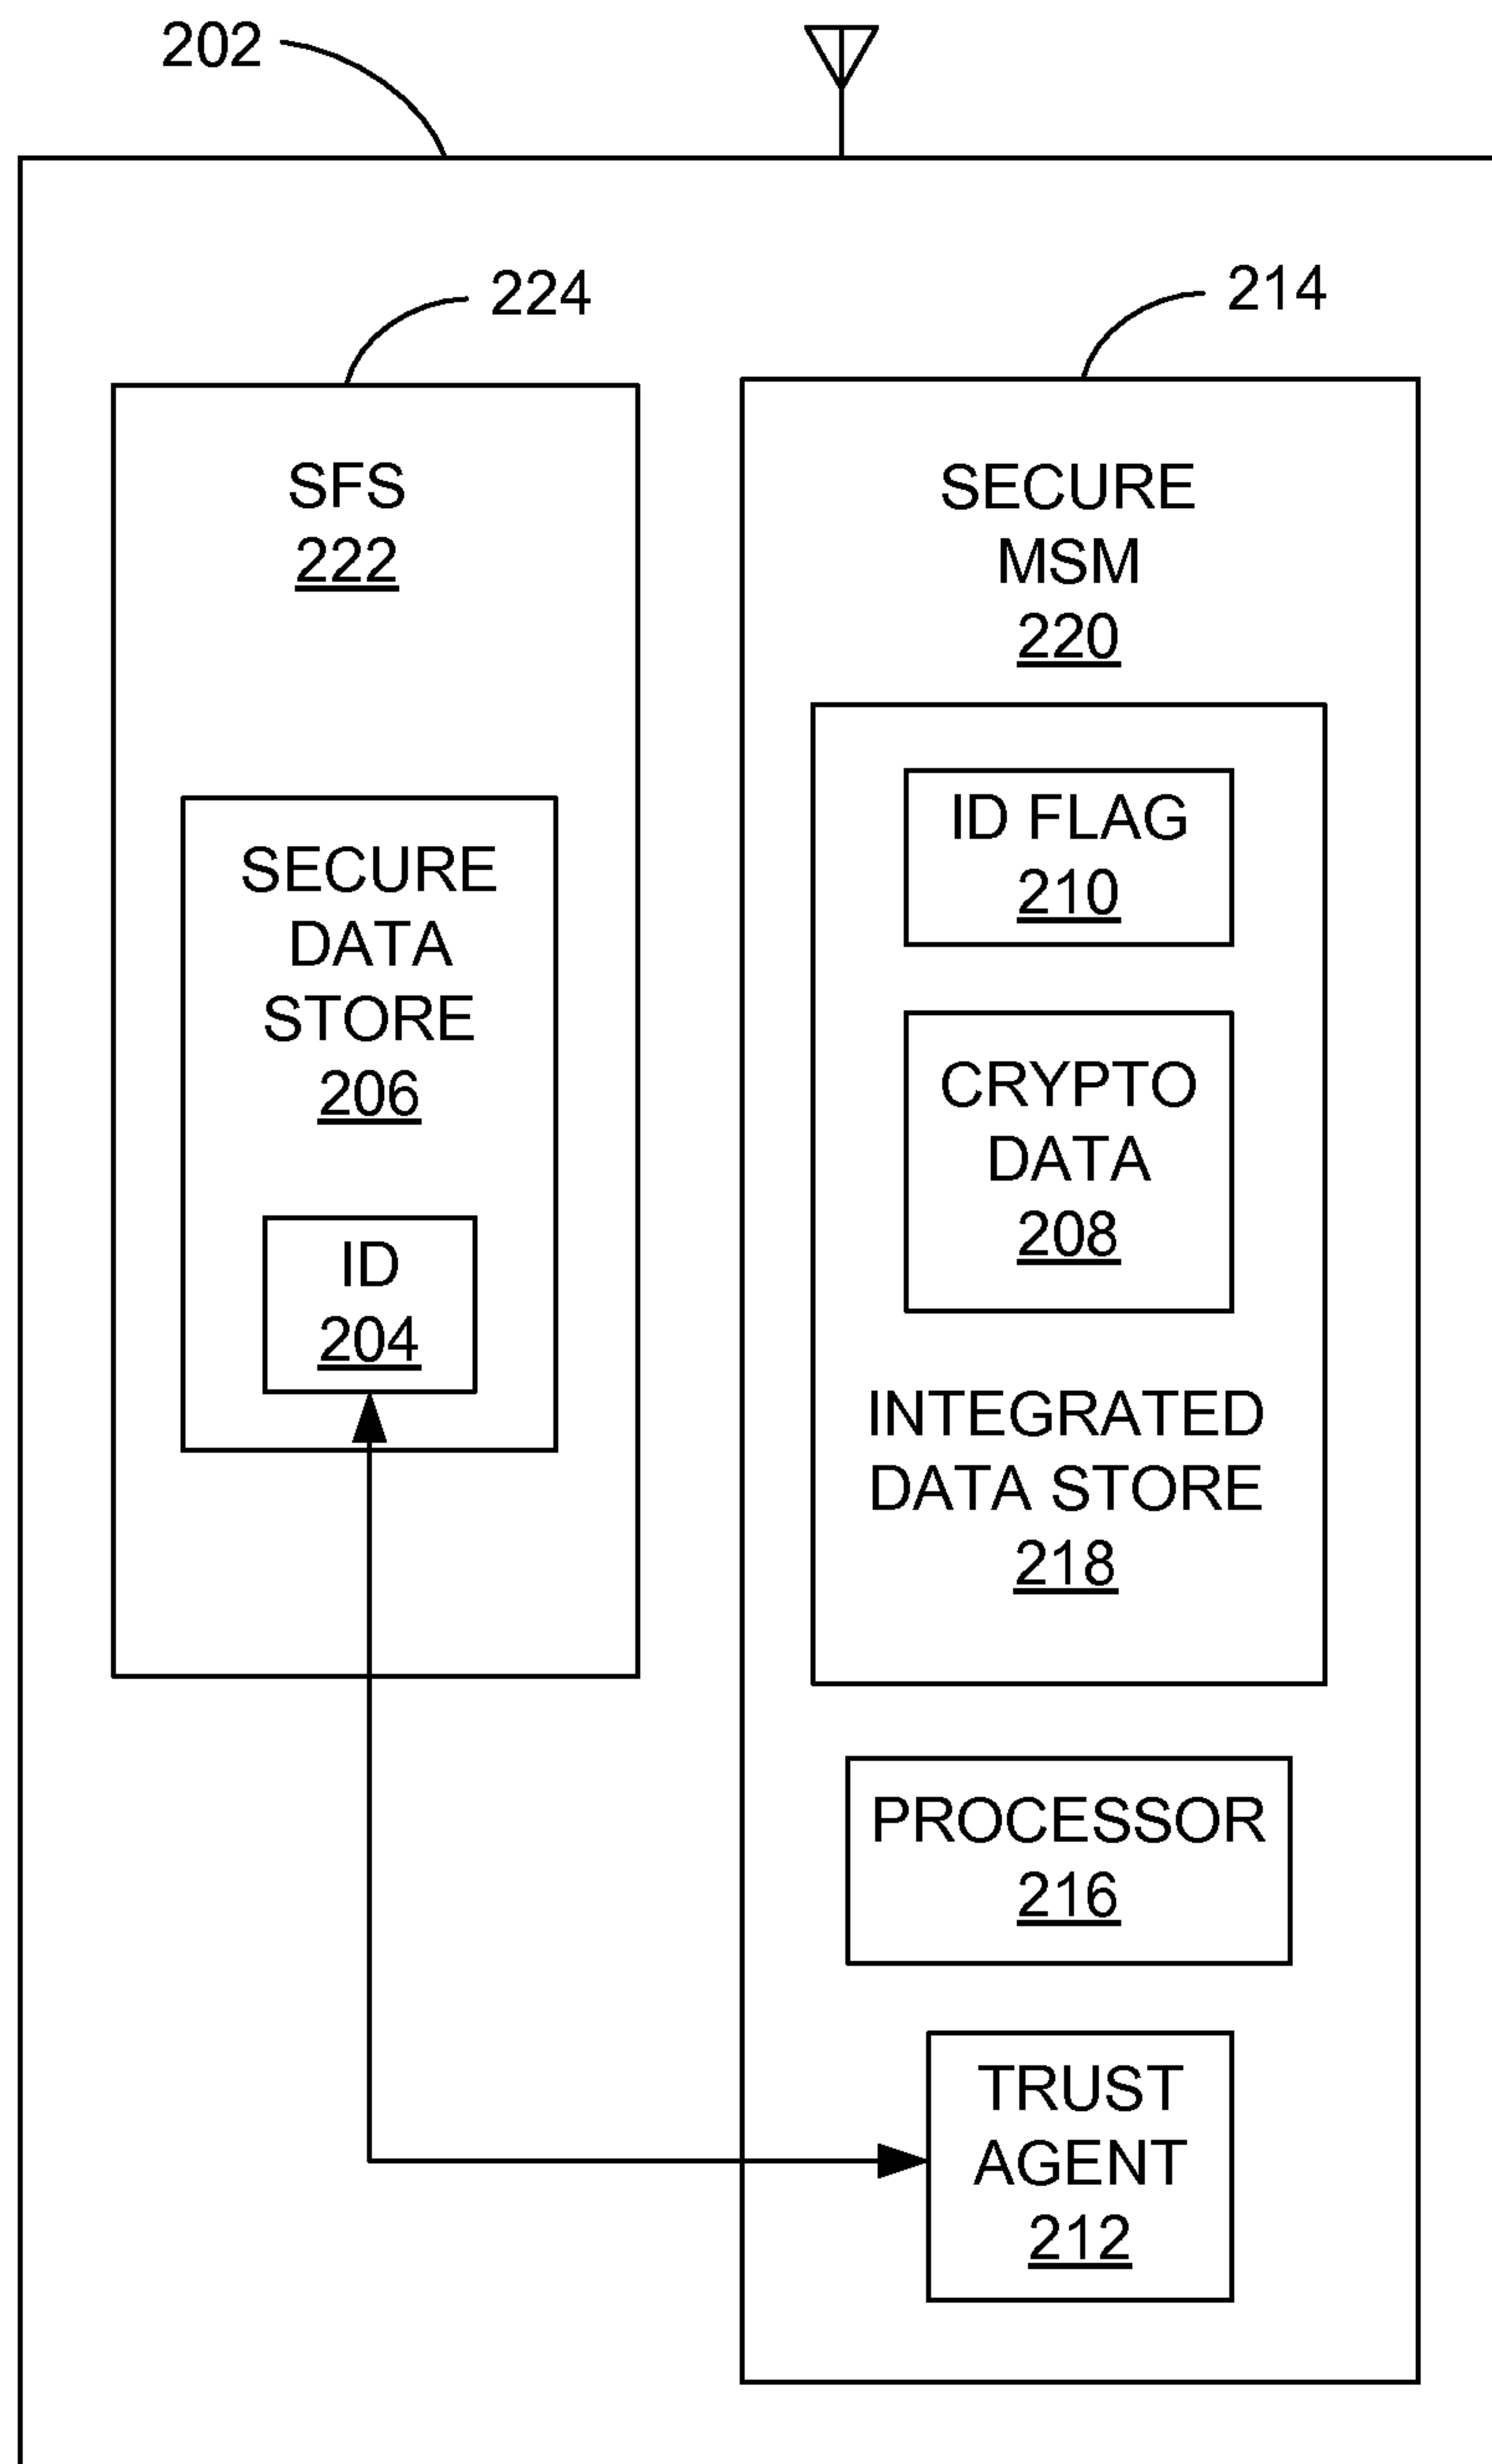 202
224
214
SFS
222
SECURE
DATA
STORE
206
ID
204
SECURE
MSM
220
ID FLAG
210
CRYPTO
DATA
208
INTEGRATED
DATA STORE
218
PROCESSOR
216
TRUST
AGENT
212